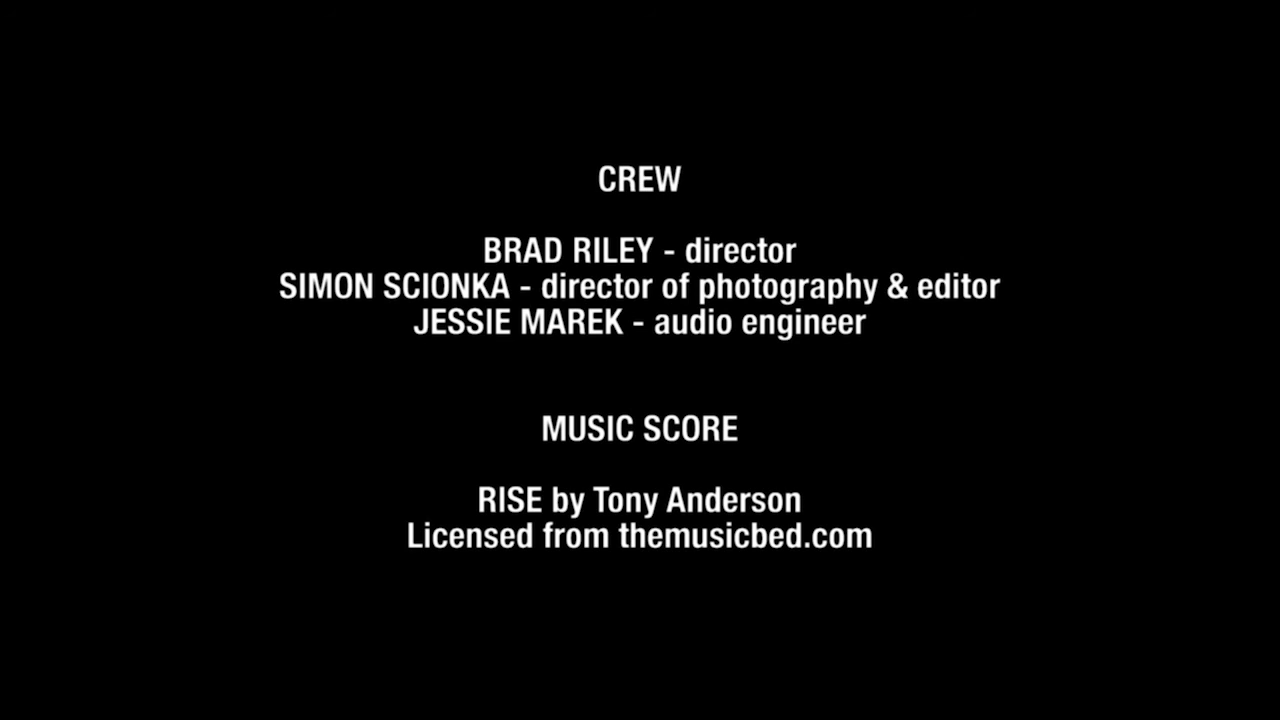 CREW
BRAD RILEY - director
SIMON SCIONKA - director of photography & editor
JESSIE MAREK - audio engineer
MUSIC SCORE
RISE by Tony Anderson
Licensed from themusicbed.com